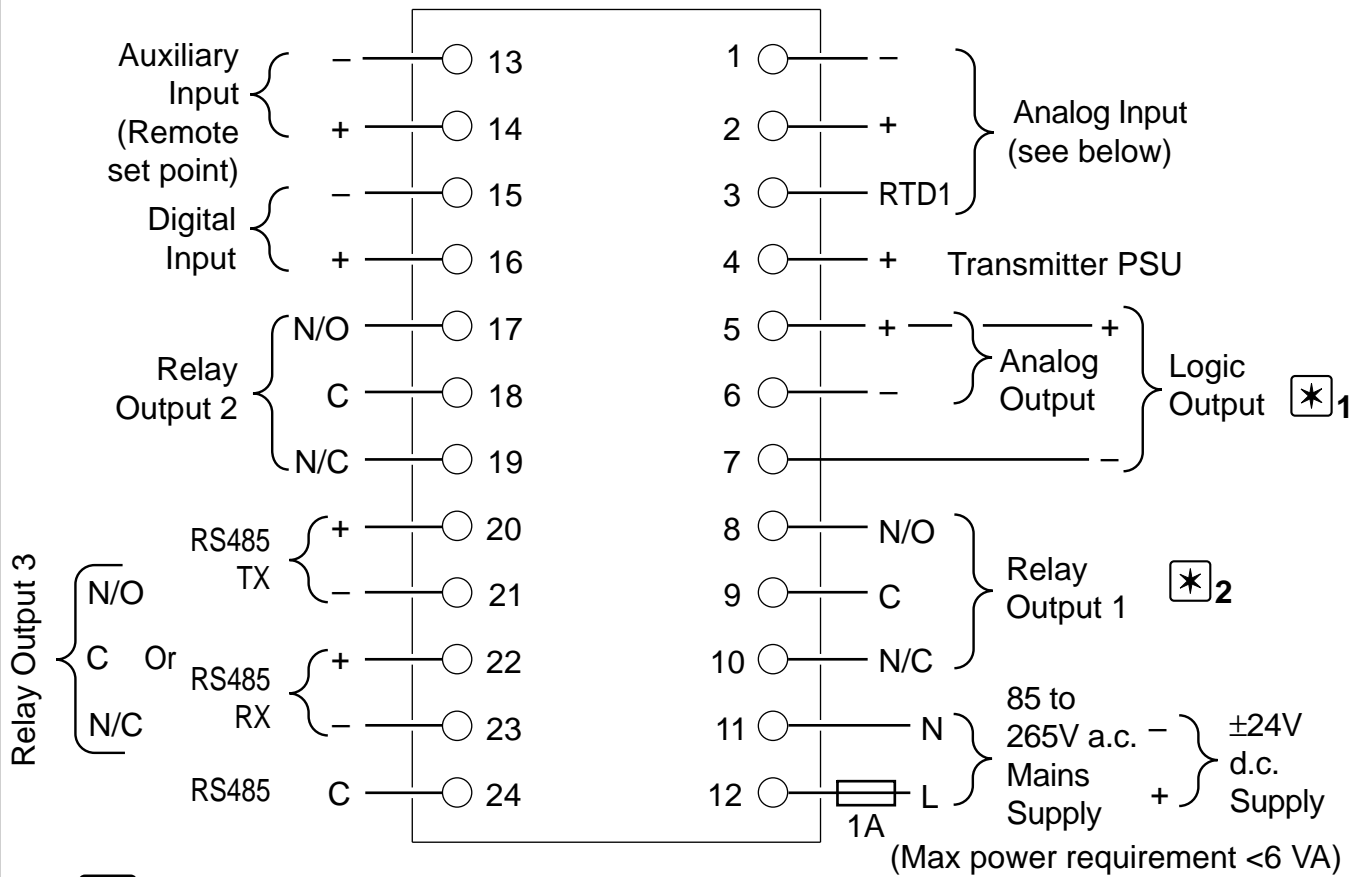 Auxiliary
Input
(Remote
set point)
– 13
+ 14
Digital
Input
– 15
+ 16
Relay
Output 2
N/O 17
C 18
N/C 19
RS485
TX
+ 20
– 21
RS485
RX
+ 22
– 23
RS485 C 24
Relay Output 3
N/O
C Or
N/C
1 –
2 +
3 RTD1
Analog Input
(see below)
4 + Transmitter PSU
5 + +
6 –
Analog
Output
7 –
Logic
Output *1
8 N/O
9 C
10 N/C
Relay
Output 1 *2
11 N
12 L
1A
85 to
265V a.c.
Mains
Supply
–
+
±24V
d.c.
Supply
(Max power requirement <6 VA)